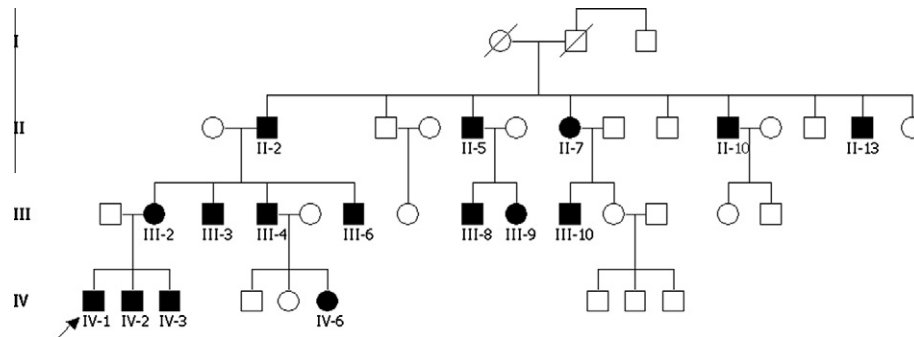 I
II
II-2 II-5 II-7 II-10 II-13
III
III-2 III-3 III-4 III-6 III-8 III-9 III-10
IV
IV-1 IV-2 IV-3 IV-6